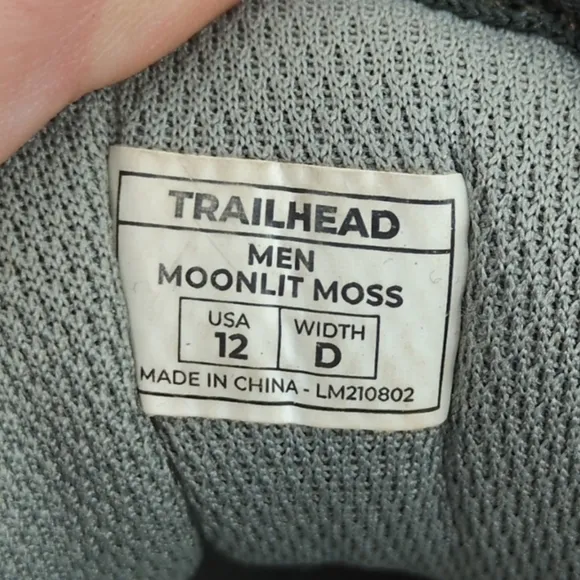 TRAILHEAD
MEN
MOONLIT MOSS
USA WIDTH
12 D
MADE IN CHINA - LM210802